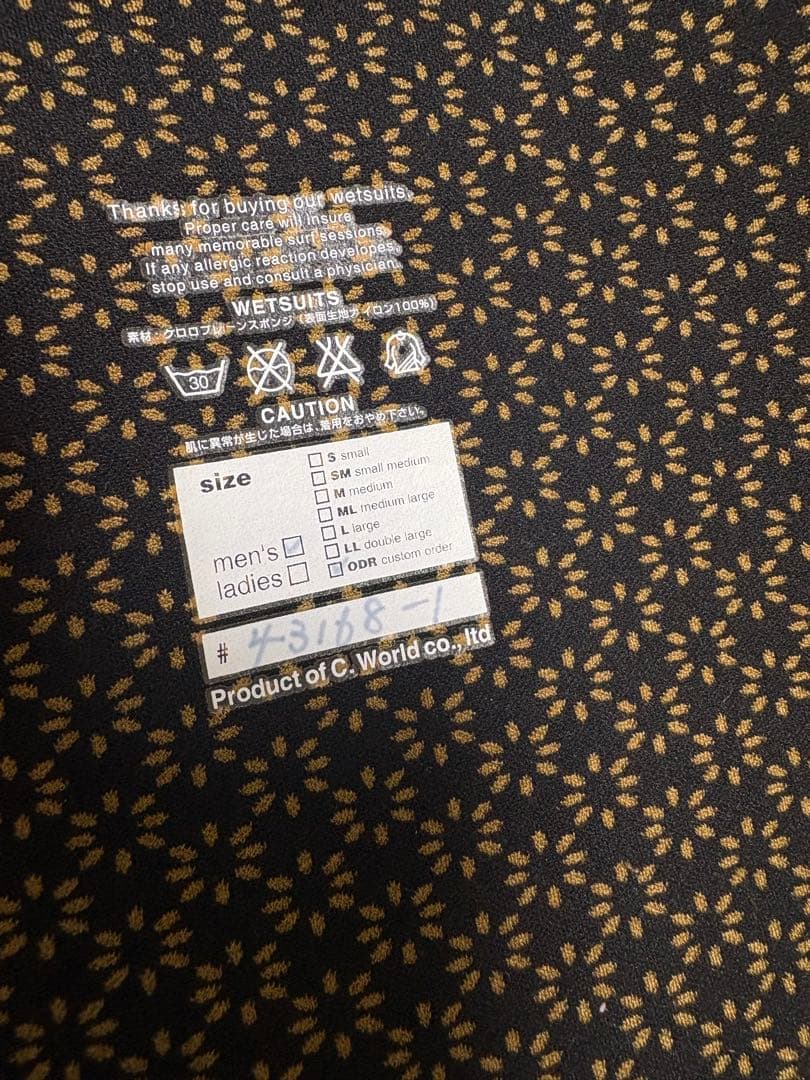 Thanks for buying our wetsuits.
Proper care will insure
many memorable surf sessions.
If any allergic reaction developes,
stop use and consult a physician.
WETSUITS
素材・クロロプレーンスポンジ（表面生地ナイロン100%）
30
CAUTION
肌に異常が生じた場合は、着用をおやめ下さい。
size
S small
SM small medium
M medium
ML medium large
L large
LL double large
ODR custom order
men's
ladies
# 43168-1
Product of C. World co., ltd